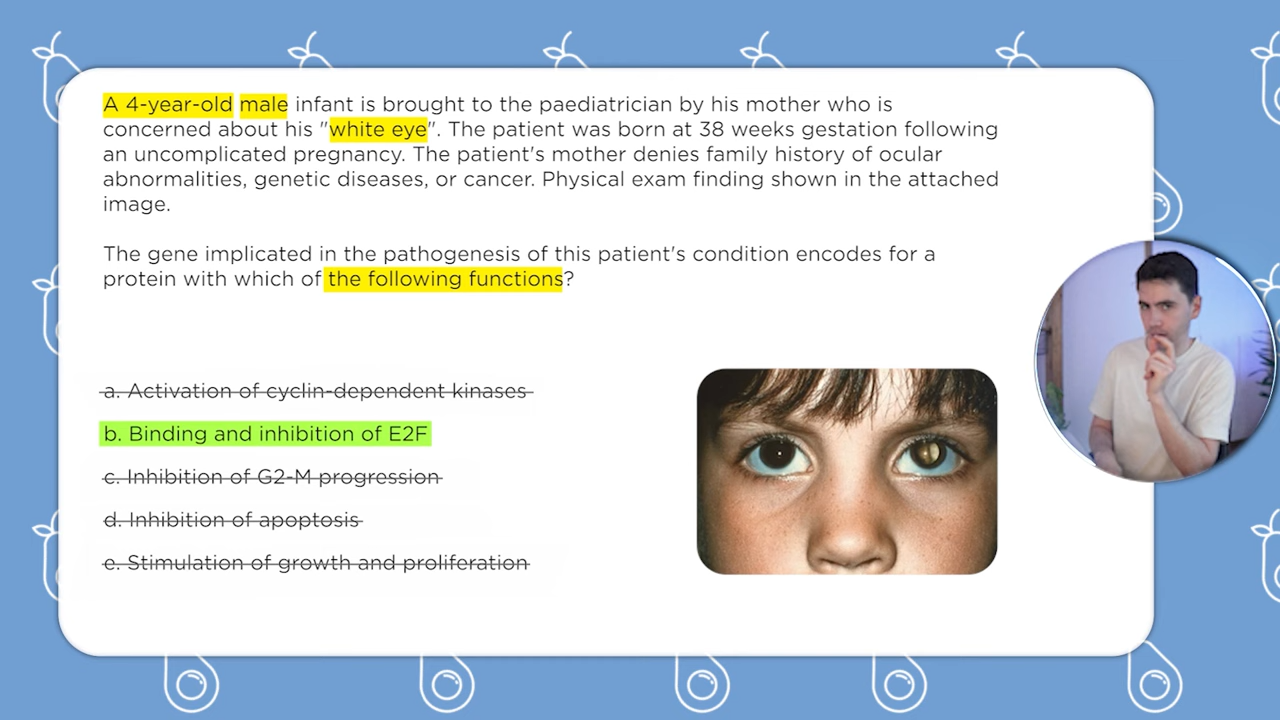 A 4-year-old male infant is brought to the paediatrician by his mother who is
concerned about his "white eye". The patient was born at 38 weeks gestation following
an uncomplicated pregnancy. The patient's mother denies family history of ocular
abnormalities, genetic diseases, or cancer. Physical exam finding shown in the attached
image.
The gene implicated in the pathogenesis of this patient's condition encodes for a
protein with which of the following functions?
a. Activation of cyclin-dependent kinases
b. Binding and inhibition of E2F
c. Inhibition of G2-M progression
d. Inhibition of apoptosis
e. Stimulation of growth and proliferation